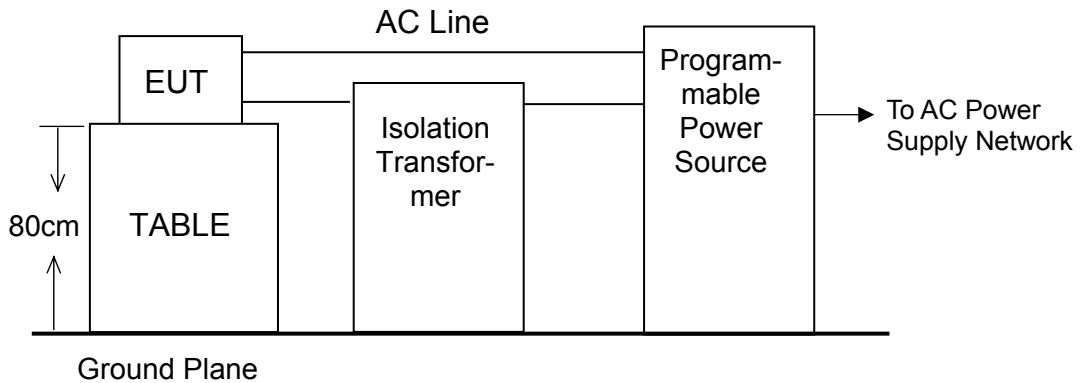 AC Line
EUT
Program-
mable
Power
Source
Isolation
Transfor-
mer
To AC Power
Supply Network
80cm
TABLE
Ground Plane